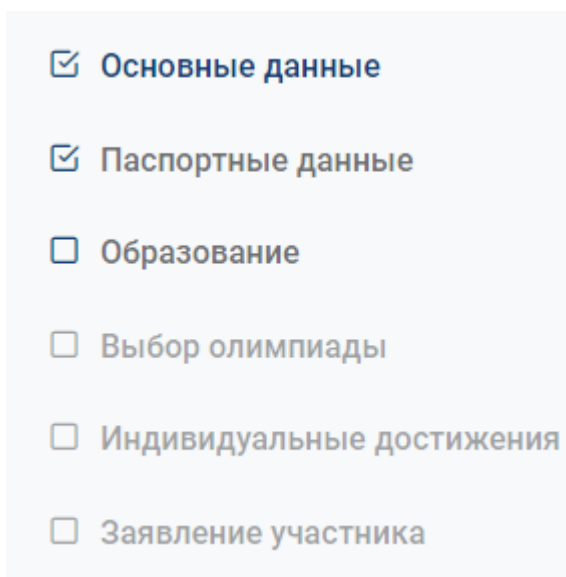 Основные данные
Паспортные данные
Образование
Выбор олимпиады
Индивидуальные достижения
Заявление участника